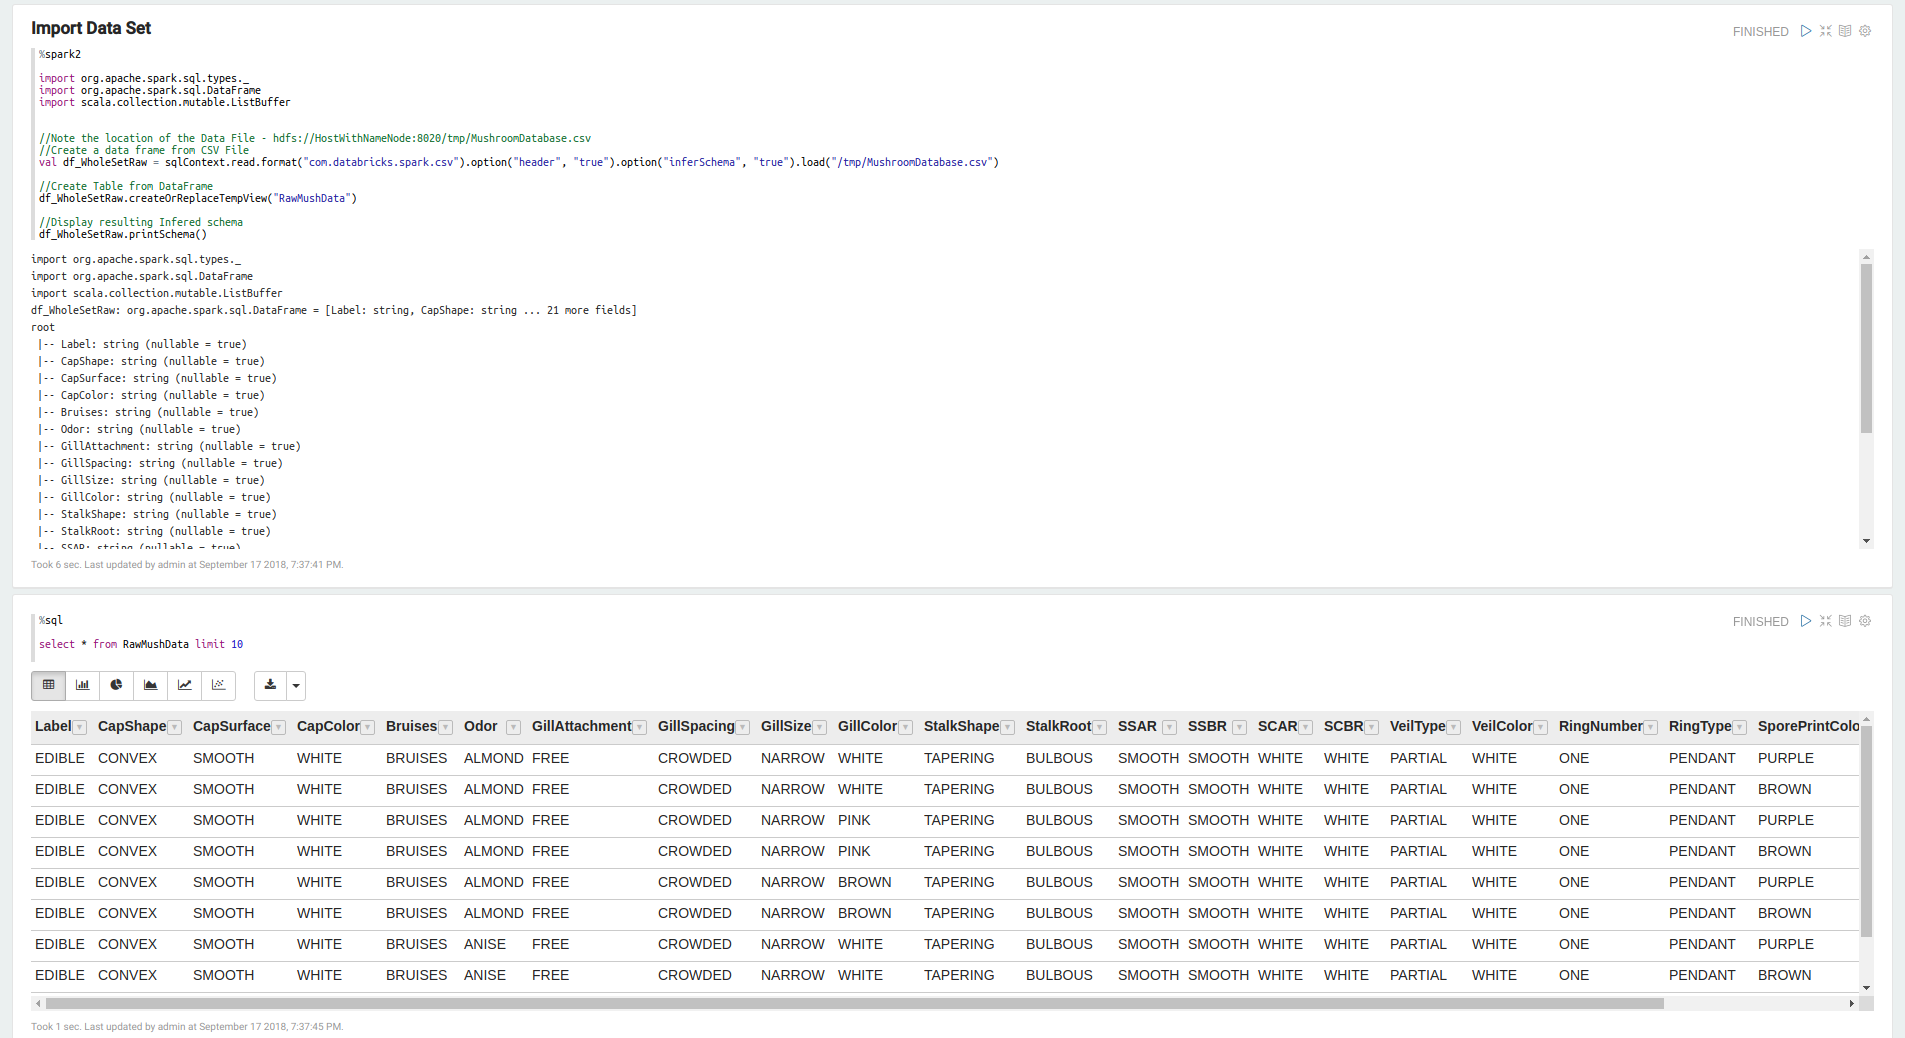 Import Data Set
FINISHED
%spark2
import org.apache.spark.sql.types._
import org.apache.spark.sql.DataFrame
import scala.collection.mutable.ListBuffer
//Note the location of the Data File - hdfs://HostWithNameNode:8020/tmp/MushroomDatabase.csv
//Create a data frame from CSV File
val df_WholeSetRaw = sqlContext.read.format("com.databricks.spark.csv").option("header", "true").option("inferSchema", "true").load("/tmp/MushroomDatabase.csv")
//Create Table from DataFrame
df_WholeSetRaw.createOrReplaceTempView("RawMushData")
//Display resulting Infered schema
df_WholeSetRaw.printSchema()
import org.apache.spark.sql.types._
import org.apache.spark.sql.DataFrame
import scala.collection.mutable.ListBuffer
df_WholeSetRaw: org.apache.spark.sql.DataFrame = [Label: string, CapShape: string ... 21 more fields]
root
|-- Label: string (nullable = true)
|-- CapShape: string (nullable = true)
|-- CapSurface: string (nullable = true)
|-- CapColor: string (nullable = true)
|-- Bruises: string (nullable = true)
|-- Odor: string (nullable = true)
|-- GillAttachment: string (nullable = true)
|-- GillSpacing: string (nullable = true)
|-- GillSize: string (nullable = true)
|-- GillColor: string (nullable = true)
|-- StalkShape: string (nullable = true)
|-- StalkRoot: string (nullable = true)
|-- SSAR: string (nullable = true)
Took 6 sec. Last updated by admin at September 17 2018, 7:37:41 PM.
%sql
FINISHED
select * from RawMushData limit 10
Label CapShape CapSurface CapColor Bruises Odor GillAttachment GillSpacing GillSize GillColor StalkShape StalkRoot SSAR SSBR SCAR SCBR VeilType VeilColor RingNumber RingType SporePrintColo
EDIBLE CONVEX SMOOTH WHITE BRUISES ALMOND FREE CROWDED NARROW WHITE TAPERING BULBOUS SMOOTH SMOOTH WHITE WHITE PARTIAL WHITE ONE PENDANT PURPLE
EDIBLE CONVEX SMOOTH WHITE BRUISES ALMOND FREE CROWDED NARROW WHITE TAPERING BULBOUS SMOOTH SMOOTH WHITE WHITE PARTIAL WHITE ONE PENDANT BROWN
EDIBLE CONVEX SMOOTH WHITE BRUISES ALMOND FREE CROWDED NARROW PINK TAPERING BULBOUS SMOOTH SMOOTH WHITE WHITE PARTIAL WHITE ONE PENDANT PURPLE
EDIBLE CONVEX SMOOTH WHITE BRUISES ALMOND FREE CROWDED NARROW PINK TAPERING BULBOUS SMOOTH SMOOTH WHITE WHITE PARTIAL WHITE ONE PENDANT BROWN
EDIBLE CONVEX SMOOTH WHITE BRUISES ALMOND FREE CROWDED NARROW BROWN TAPERING BULBOUS SMOOTH SMOOTH WHITE WHITE PARTIAL WHITE ONE PENDANT PURPLE
EDIBLE CONVEX SMOOTH WHITE BRUISES ALMOND FREE CROWDED NARROW BROWN TAPERING BULBOUS SMOOTH SMOOTH WHITE WHITE PARTIAL WHITE ONE PENDANT BROWN
EDIBLE CONVEX SMOOTH WHITE BRUISES ANISE FREE CROWDED NARROW WHITE TAPERING BULBOUS SMOOTH SMOOTH WHITE WHITE PARTIAL WHITE ONE PENDANT PURPLE
EDIBLE CONVEX SMOOTH WHITE BRUISES ANISE FREE CROWDED NARROW WHITE TAPERING BULBOUS SMOOTH SMOOTH WHITE WHITE PARTIAL WHITE ONE PENDANT BROWN
Took 1 sec. Last updated by admin at September 17 2018, 7:37:45 PM.